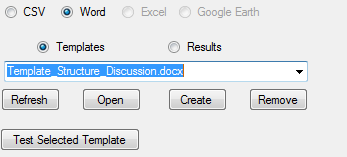 CSV Word Excel Google Earth
Templates Results
Template_Structure_Discussion.docx
Refresh Open Create Remove
Test Selected Template